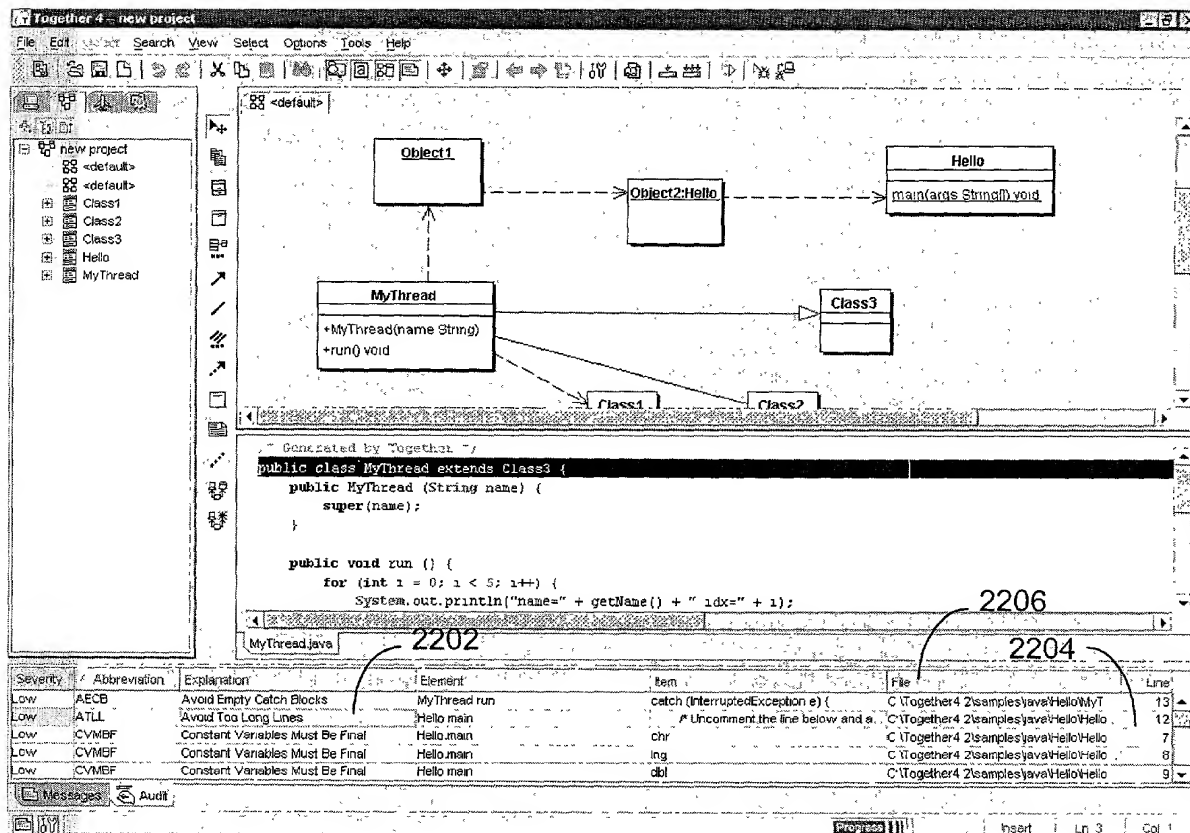 Together 4 - new project
File Edit Search View Select Options Tools Help
<default>
new project
<default>
<default>
Class1
Class2
Class3
Hello
MyThread
Object1
Object2:Hello
Hello
main(args String[]) void
MyThread
+MyThread(name String)
+run() void
Class3
Class1
Class2
/* Generated by Together */
public class MyThread extends Class3 {
public MyThread (String name) {
super(name);
}
public void run () {
for (int i = 0; i < 5; i++) {
System.out.println("name=" + getName() + " idx=" + i);
MyThread.java
2202
2206
2204
Severity / Abbreviation Explanation Element Item File Line
Low AECB Avoid Empty Catch Blocks MyThread run catch (InterruptedException e) { C \Together4 2\samples\java\Hello\MyT 13
Low ATLL Avoid Too Long Lines Hello main /* Uncomment the line below and a... C \Together4 2\samples\java\Hello\Hello . 12
Low CVMBF Constant Variables Must Be Final Hello.main chr C \Together4 2\samples\java\Hello\Hello 7
Low CVMBF Constant Variables Must Be Final Hello.main lng C \Together4 2\samples\java\Hello\Hello . 8
Low CVMBF Constant Variables Must Be Final Hello main dbl C \Together4 2\samples\java\Hello\Hello . 9
Messages Audit
Progress Insert Ln 3 Col 1